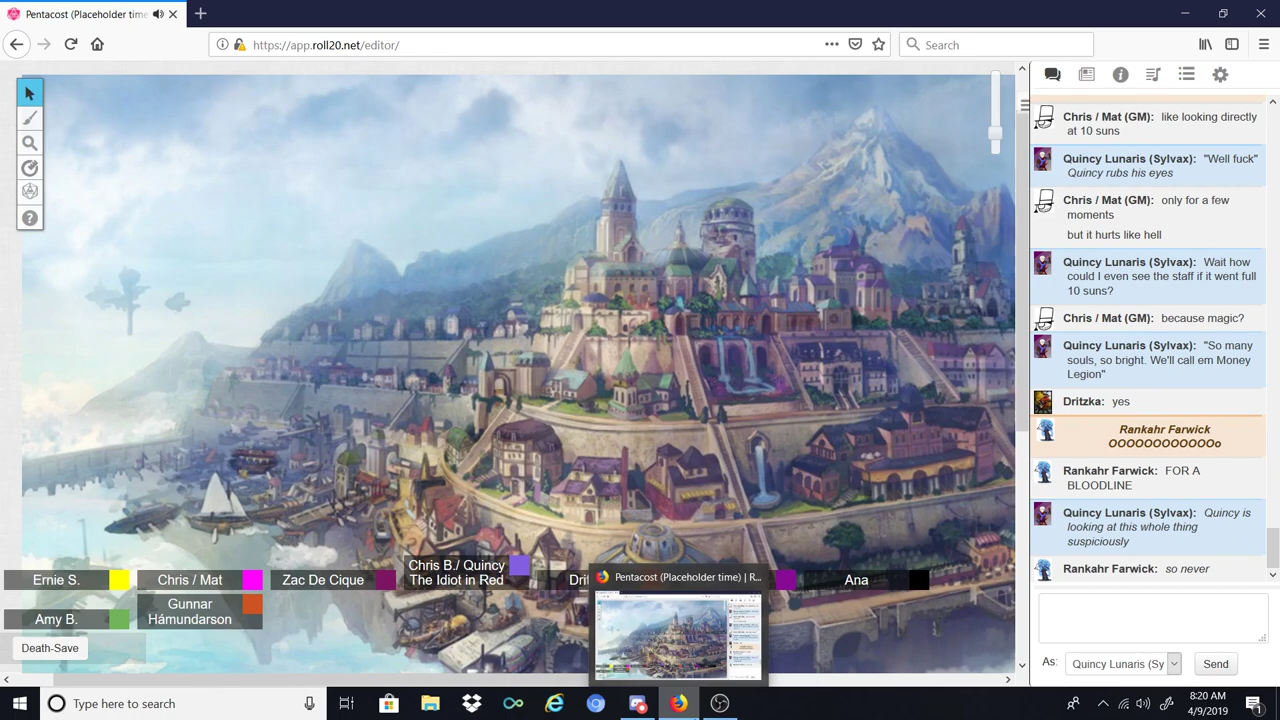 Pentacost (Placeholder time
https://app.roll20.net/editor/
Search
Chris / Mat (GM): like looking directly
at 10 suns
Quincy Lunaris (Sylvax): "Well fuck"
Quincy rubs his eyes
Chris / Mat (GM): only for a few
moments
but it hurts like hell
Quincy Lunaris (Sylvax): Wait how
could I even see the staff if it went full
10 suns?
Chris / Mat (GM): because magic?
Quincy Lunaris (Sylvax): "So many
souls, so bright. We'll call em Money
Legion"
Dritzka: yes
Rankahr Farwick
OOOOOOOOOOOOo
Rankahr Farwick: FOR A
BLOODLINE
Quincy Lunaris (Sylvax): Quincy is
looking at this whole thing
suspiciously
Rankahr Farwick: so never
Ernie S.
Chris / Mat
Zac De Cique
Chris B./ Quincy
The Idiot in Red
Dri
Ana
Amy B.
Gunnar
Hámundarson
Pentacost (Placeholder time) | R...
Death-Save
As:
Quincy Lunaris (Sy
Send
Type here to search
8:20 AM
4/9/2019